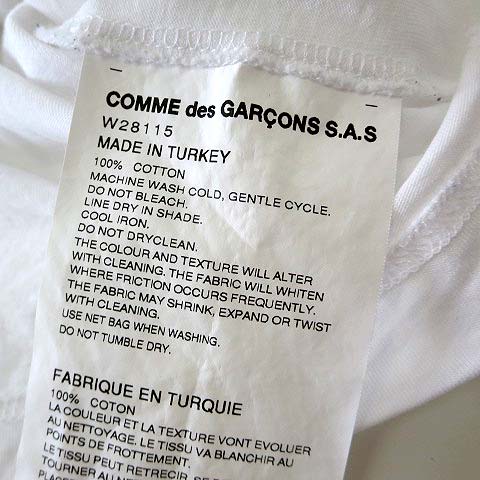 COMME des GARÇONS S.A.S
W28115
MADE IN TURKEY
100% COTTON
MACHINE WASH COLD, GENTLE CYCLE.
DO NOT BLEACH.
LINE DRY IN SHADE.
COOL IRON.
DO NOT DRYCLEAN.
THE COLOUR AND TEXTURE WILL ALTER
WITH CLEANING. THE FABRIC WILL WHITEN
WHERE FRICTION OCCURS FREQUENTLY.
THE FABRIC MAY SHRINK, EXPAND OR TWIST
WITH CLEANING.
USE NET BAG WHEN WASHING.
DO NOT TUMBLE DRY.
FABRIQUE EN TURQUIE
100% COTON
LA COULEUR ET LA TEXTURE VONT EVOLUER
AU NETTOYAGE. LE TISSU VA BLANCHIR AU
POINTS DE FROTTEMENT.
LE TISSU PEUT RETRECIR, SE
TOURNER AU